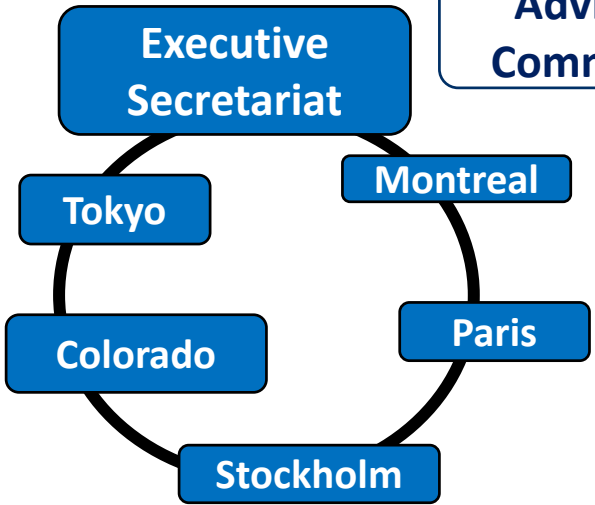 Executive
Secretariat
Montreal
Tokyo
Paris
Colorado
Stockholm